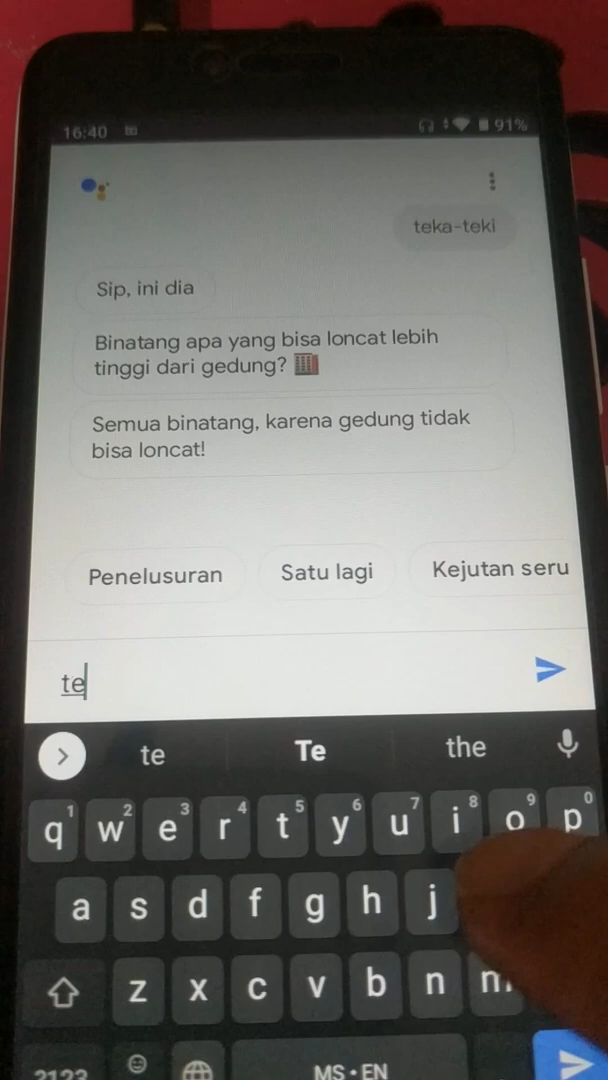 16:40 91%
teka-teki
Sip, ini dia
Binatang apa yang bisa loncat lebih
tinggi dari gedung?
Semua binatang, karena gedung tidak
bisa loncat!
Penelusuran Satu lagi Kejutan seru
te
te Te the
1 2 3 4 5 6 7 8 9 0
q w e r t y u i o p
a s d f g h j
z x c v b n m
?123 MS • EN